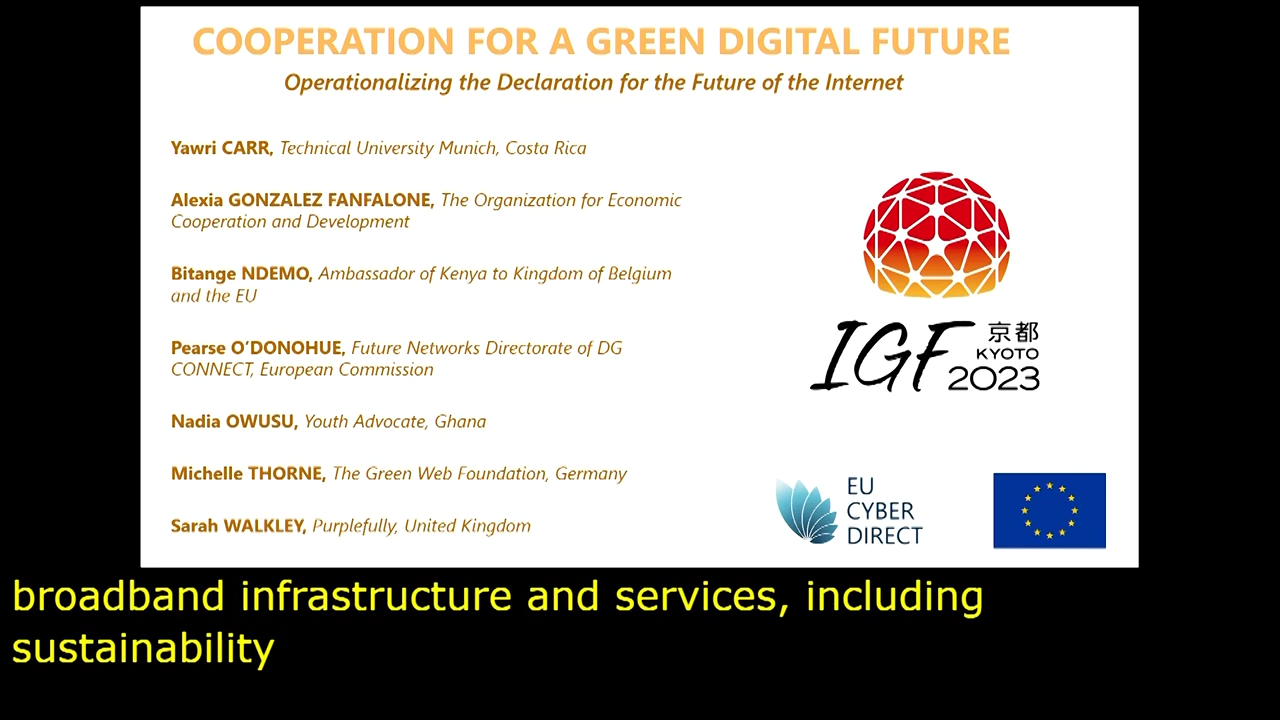 COOPERATION FOR A GREEN DIGITAL FUTURE
Operationalizing the Declaration for the Future of the Internet
Yawri CARR, Technical University Munich, Costa Rica
Alexia GONZALEZ FANFALONE, The Organization for Economic
Cooperation and Development
Bitange NDEMO, Ambassador of Kenya to Kingdom of Belgium
and the EU
Pearse O'DONOHUE, Future Networks Directorate of DG
CONNECT, European Commission
Nadia OWUSU, Youth Advocate, Ghana
Michelle THORNE, The Green Web Foundation, Germany
Sarah WALKLEY, Purplefully, United Kingdom
IGF
京都
KYOTO
2023
EU
CYBER
DIRECT
broadband infrastructure and services, including
sustainability